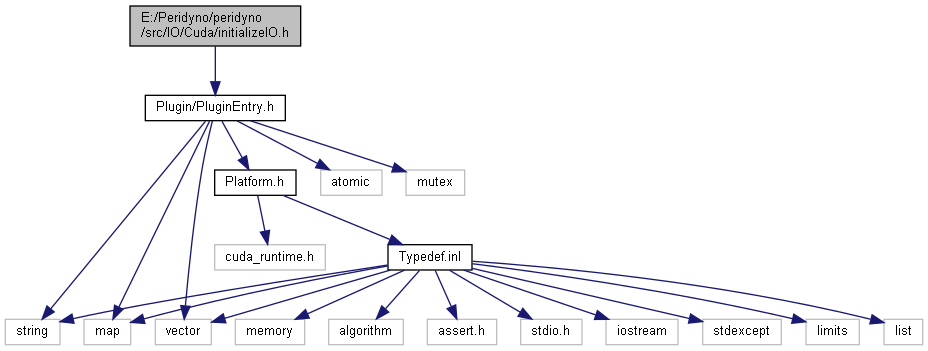 E:/Peridyno/peridyno
/src/IO/Cuda/initializeIO.h
Plugin/PluginEntry.h
Platform.h
atomic
mutex
cuda_runtime.h
Typedef.inl
string
map
vector
memory
algorithm
assert.h
stdio.h
iostream
stdexcept
limits
list